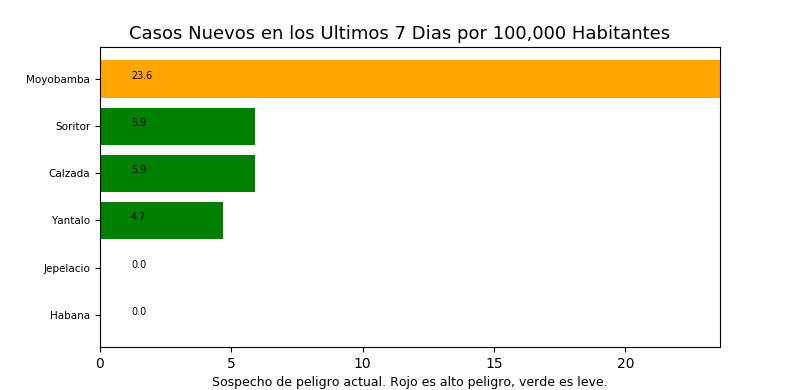 Casos Nuevos en los Ultimos 7 Dias por 100,000 Habitantes
Moyobamba 23.6
Soritor 5.9
Calzada 5.9
Yantalo 4.7
Jepelacio 0.0
Habana 0.0
0 5 10 15 20
Sospecho de peligro actual. Rojo es alto peligro, verde es leve.